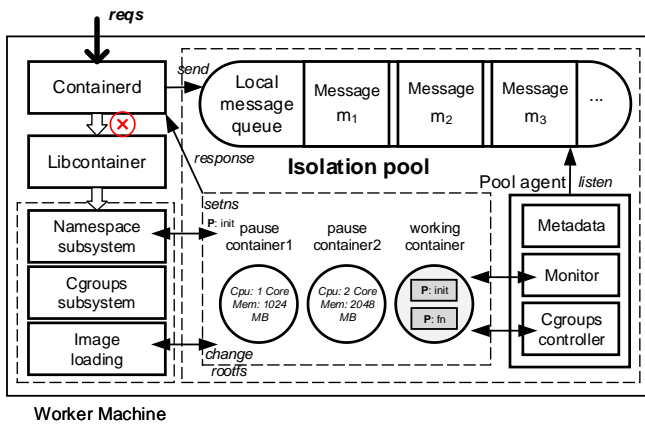 reqs
Containerd
send
Local
message
queue
Message
m1
Message
m2
Message
m3
...
Libcontainer
response
Isolation pool
Pool agent
listen
setns
P: init
Namespace
subsystem
Cgroups
subsystem
Image
loading
pause
container1
pause
container2
working
container
Cpu: 1 Core
Mem: 1024
MB
Cpu: 2 Core
Mem: 2048
MB
P: init
P: fn
Metadata
Monitor
Cgroups
controller
change
rootfs
Worker Machine